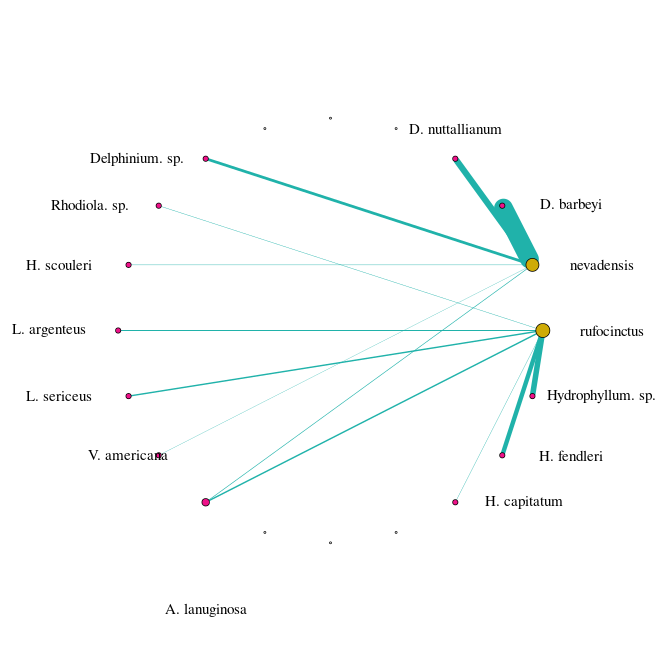 D. nuttallianum
Delphinium. sp.
Rhodiola. sp.
D. barbeyi
H. scouleri
nevadensis
L. argenteus
rufocinctus
L. sericeus
Hydrophyllum. sp.
V. americana
H. fendleri
H. capitatum
A. lanuginosa